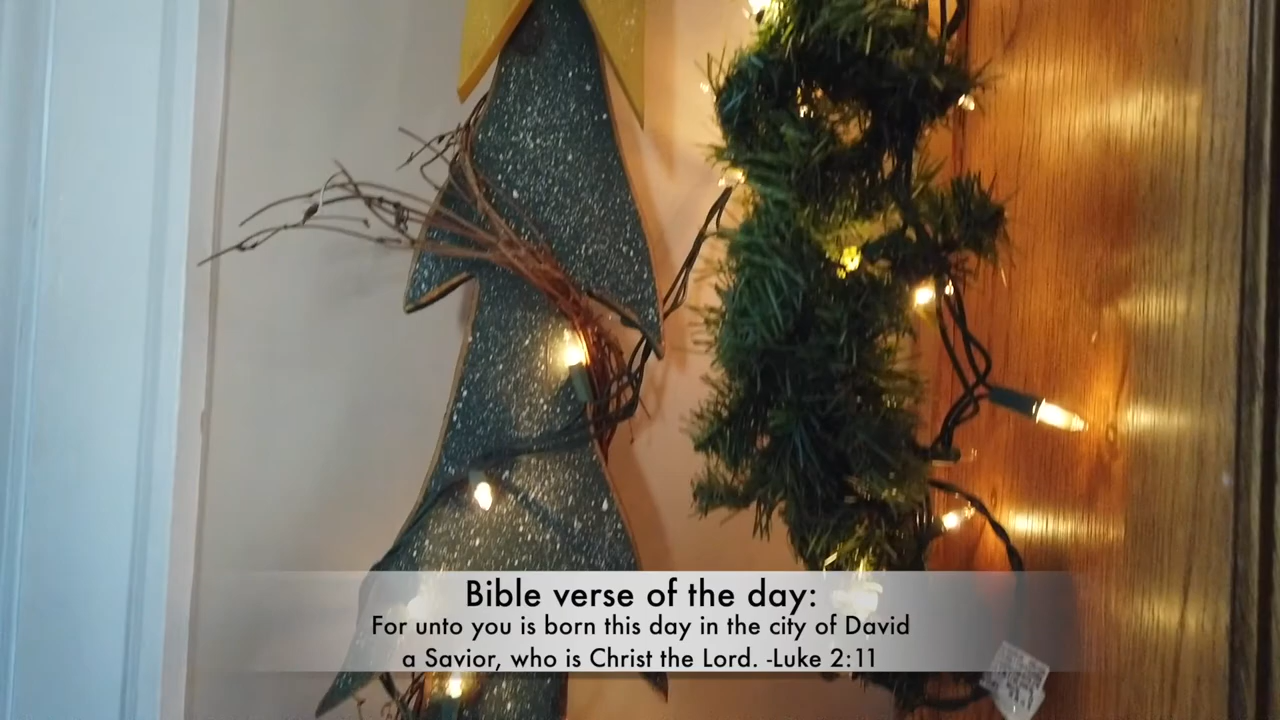 Bible verse of the day:
For unto you is born this day in the city of David
a Savior, who is Christ the Lord. -Luke 2:11